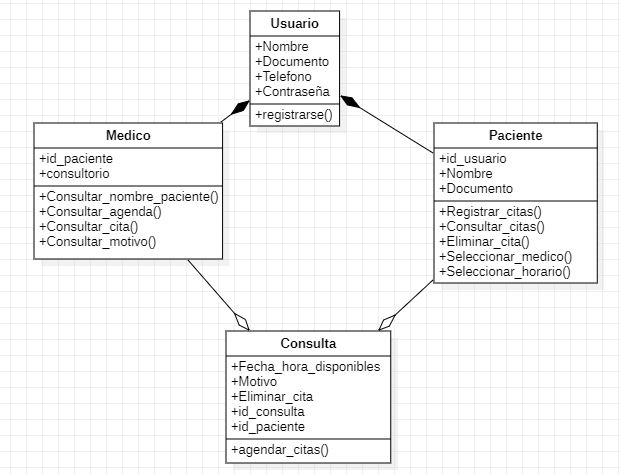 Usuario
+Nombre
+Documento
+Telefono
+Contraseña
+registrarse()
Medico
+id_paciente
+consultorio
+Consultar_nombre_paciente()
+Consultar_agenda()
+Consultar_cita()
+Consultar_motivo()
Paciente
+id_usuario
+Nombre
+Documento
+Registrar_citas()
+Consultar_citas()
+Eliminar_cita()
+Seleccionar_medico()
+Seleccionar_horario()
Consulta
+Fecha_hora_disponibles
+Motivo
+Eliminar_cita
+id_consulta
+id_paciente
+agendar_citas()